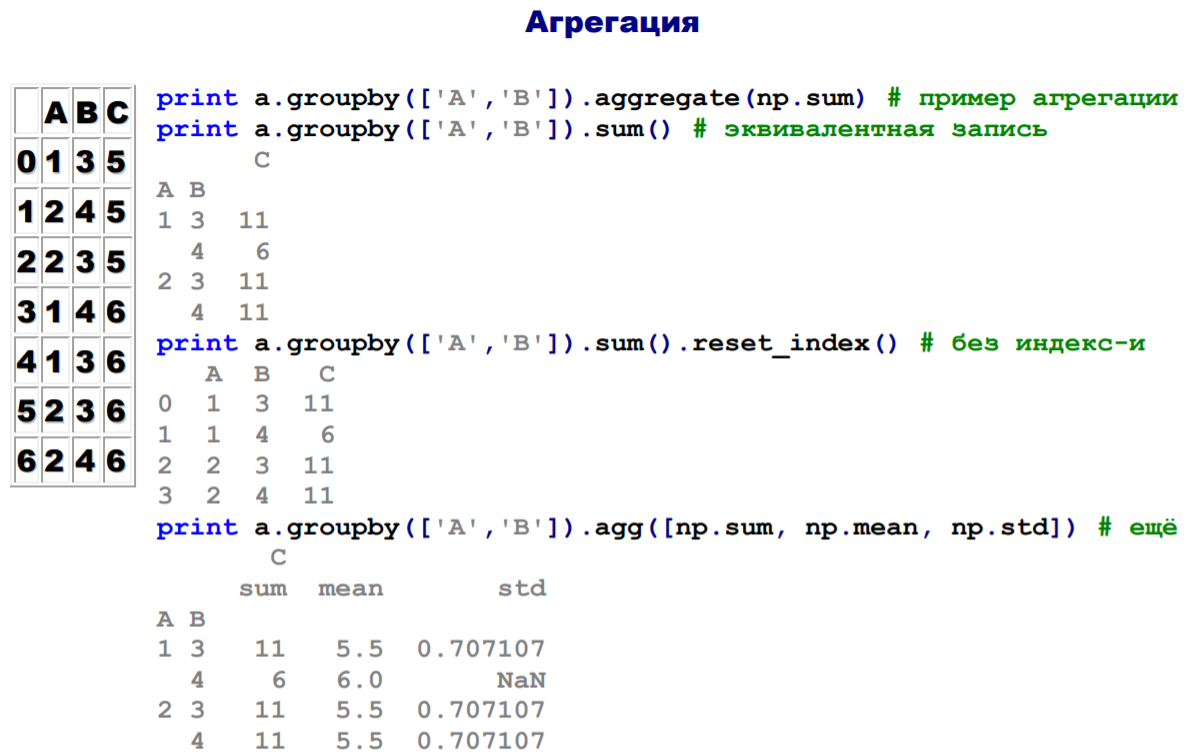 Агрегация
A B C
0 1 3 5
1 2 4 5
2 2 3 5
3 1 4 6
4 1 3 6
5 2 3 6
6 2 4 6
print a.groupby(['A','B']).aggregate(np.sum) # пример агрегации
print a.groupby(['A','B']).sum() # эквивалентная запись
C
A B
1 3 11
4 6
2 3 11
4 11
print a.groupby(['A','B']).sum().reset_index() # без индекс-и
A B C
0 1 3 11
1 1 4 6
2 2 3 11
3 2 4 11
print a.groupby(['A','B']).agg([np.sum, np.mean, np.std]) # ещё
C
sum mean std
A B
1 3 11 5.5 0.707107
4 6 6.0 NaN
2 3 11 5.5 0.707107
4 11 5.5 0.707107